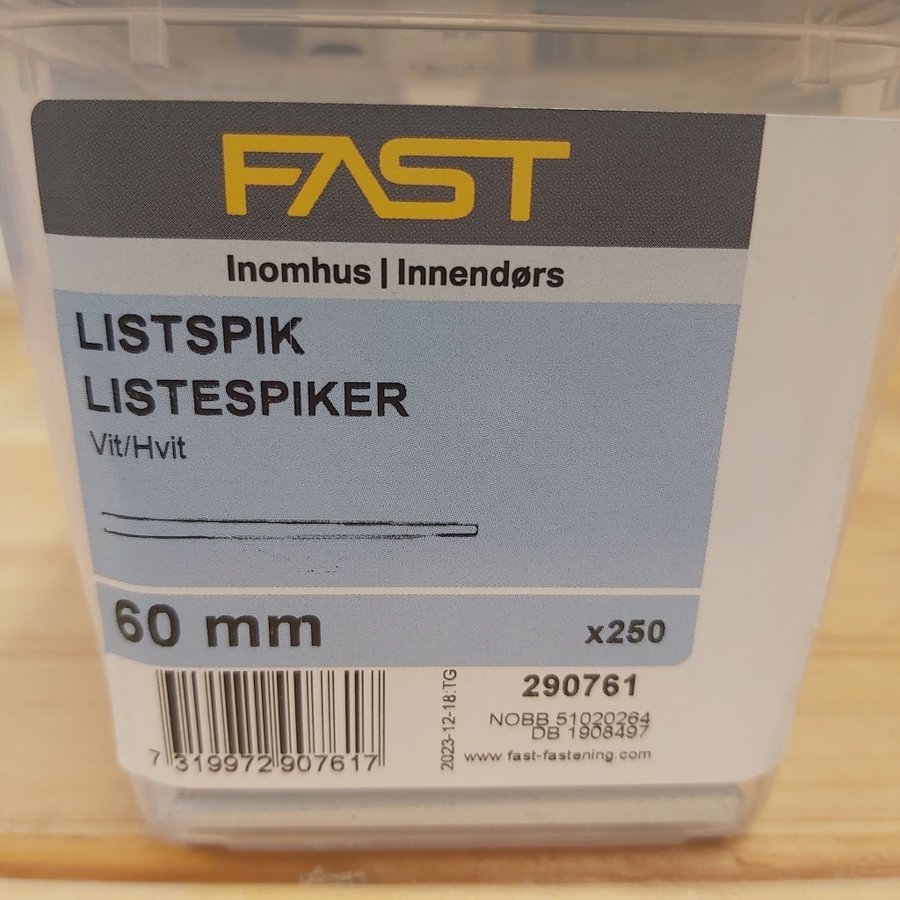 FAST
Inomhus | Innendørs
LISTSPIK
LISTESPIKER
Vit/Hvit
60 mm
x250
7 319972 907617
2023-12-18:TG
290761
NOBB 51020264
DB 1908497
www.fast-fastening.com